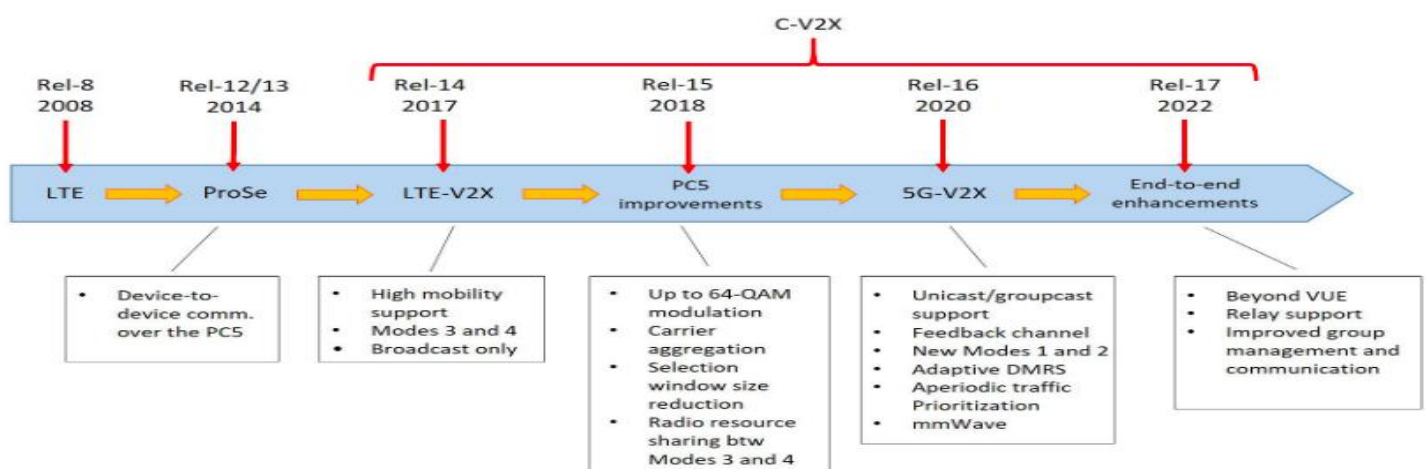 C-V2X
Rel-8
2008
Rel-12/13
2014
Rel-14
2017
Rel-15
2018
Rel-16
2020
Rel-17
2022
LTE
ProSe
LTE-V2X
PC5
improvements
5G-V2X
End-to-end
enhancements
• Device-to-
device comm.
over the PC5
• High mobility
support
• Modes 3 and 4
• Broadcast only
• Up to 64-QAM
modulation
• Carrier
aggregation
• Selection
window size
reduction
• Radio resource
sharing btw
Modes 3 and 4
• Unicast/groupcast
support
• Feedback channel
• New Modes 1 and 2
• Adaptive DMRS
• Aperiodic traffic
Prioritization
• mmWave
• Beyond VUE
• Relay support
• Improved group
management and
communication